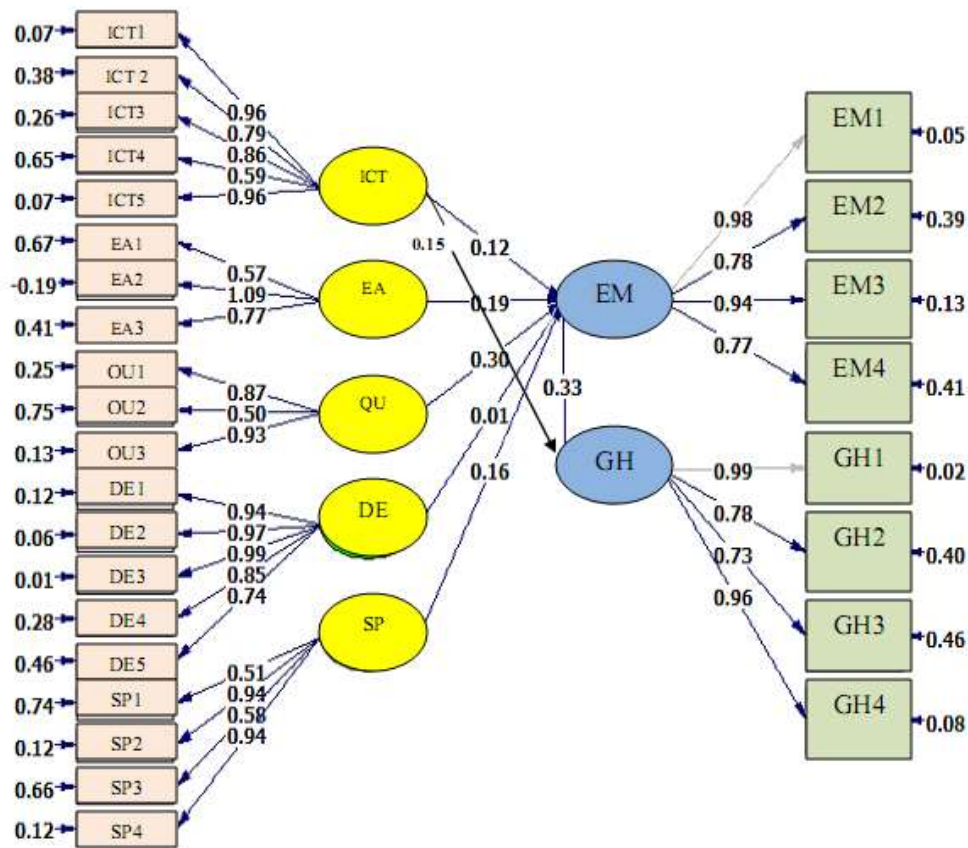 0.07 ICT1
0.38 ICT 2
0.26 ICT3
0.65 ICT4
0.07 ICT5
0.67 EA1
-0.19 EA2
0.41 EA3
0.25 OU1
0.75 OU2
0.13 OU3
0.12 DE1
0.06 DE2
0.01 DE3
0.28 DE4
0.46 DE5
0.74 SP1
0.12 SP2
0.66 SP3
0.12 SP4
0.96
0.79
0.86
0.59
0.96
0.57
1.09
0.77
0.87
0.50
0.93
0.94
0.97
0.99
0.85
0.74
0.51
0.94
0.58
0.94
ICT
EA
QU
DE
SP
0.15
0.12
0.19
0.30
0.01
0.16
0.33
EM
GH
0.98
0.78
0.94
0.77
0.99
0.78
0.73
0.96
EM1 0.05
EM2 0.39
EM3 0.13
EM4 0.41
GH1 0.02
GH2 0.40
GH3 0.46
GH4 0.08